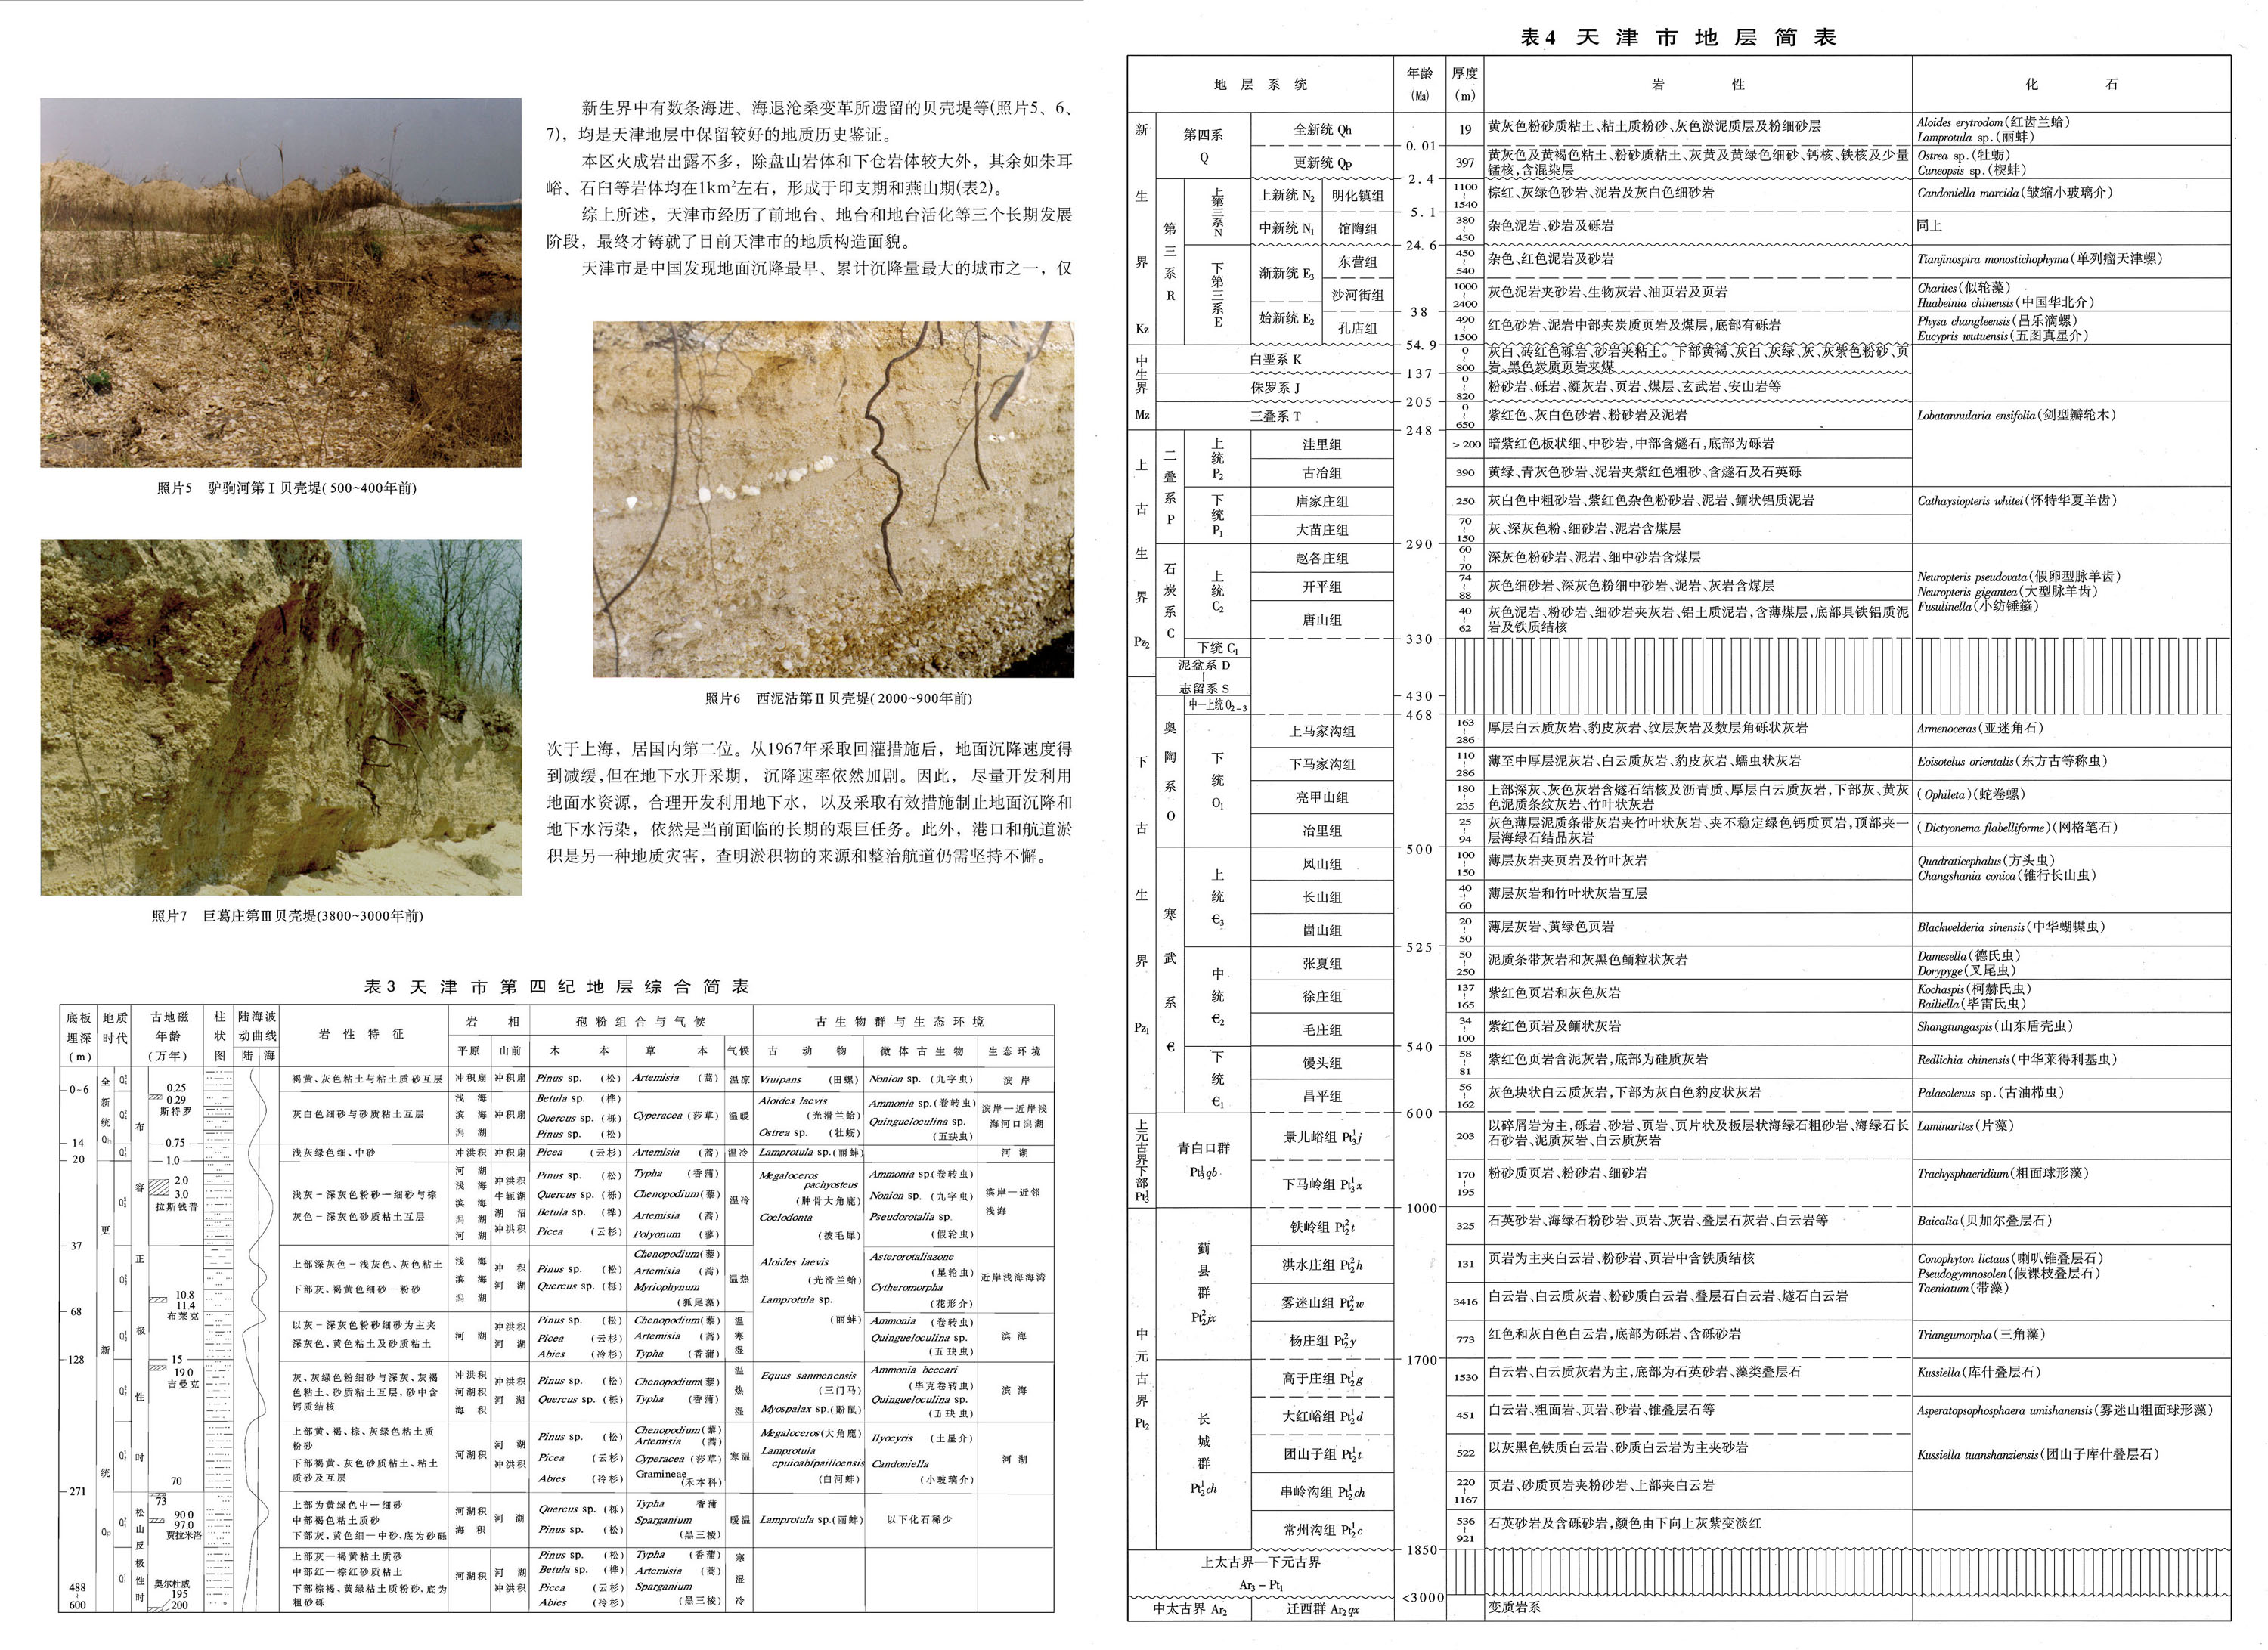 新生界中有数条海进、海退沧桑变革所遗留的贝壳堤等(照片5、6、
7)，均是天津地层中保留较好的地质历史鉴证。
本区火成岩出露不多，除盘山岩体和下仓岩体较大外，其余如朱耳
峪、石臼等岩体均在1km²左右，形成于印支期和燕山期(表2)。
综上所述，天津市经历了前地台、地台和地台活化等三个长期发展
阶段，最终才铸就了目前天津市的地质构造面貌。
天津市是中国发现地面沉降最早、累计沉降量最大的城市之一，仅
照片5 驴驹河第Ⅰ贝壳堤(500~400年前)
照片6 西泥沽第Ⅱ贝壳堤(2000~900年前)
照片7 巨葛庄第Ⅲ贝壳堤(3800~3000年前)
次于上海，居国内第二位。从1967年采取回灌措施后，地面沉降速度得
到减缓,但在地下水开采期，沉降速率依然加剧。因此，尽量开发利用
地面水资源，合理开发利用地下水，以及采取有效措施制止地面沉降和
地下水污染，依然是当前面临的长期的艰巨任务。此外，港口和航道淤
积是另一种地质灾害，查明淤积物的来源和整治航道仍需坚持不懈。
表3 天津市第四纪地层综合简表
底板埋深(m) 地质时代 古地磁年龄(万年) 柱状图 陆海波动曲线 陆 海 岩性特征 岩相 孢粉组合与气候 古生物群与生态环境
平原 山前 木本 草本 气候 古动物 微体古生物 生态环境
0~6 全新统 Qh 0.25 褐黄、灰色粘土与粘土质砂互层 冲积扇 冲积扇 Pinus sp. (松) Artemisia (蒿) 温凉 Viuipans (田螺) Nonion sp. (九字虫) 滨岸
14 0.29 斯特罗 0.75 灰白色细砂与砂质粘土互层 浅海 滨海 潟湖 冲积扇 Betula sp. (桦) Quercus sp. (栎) Pinus sp. (松) Cyperacea (莎草) 温暖 Aloides laevis (光滑兰蛤) Ostrea sp. (牡蛎) Ammonia sp. (卷转虫) Quingueloculina sp. (五玦虫) 滨岸—近岸浅海河口潟湖
20 1.0 浅灰绿色细、中砂 冲洪积 冲积扇 Picea (云杉) Artemisia (蒿) 温冷 Lamprotula sp. (丽蚌) 河湖
37 2.0 3.0 拉斯钱普 浅灰－深灰色粉砂—细砂与棕灰色－深灰色砂质粘土互层 河湖 浅海 滨海 潟湖 河湖 冲洪积 牛轭湖 湖沼 冲洪积 Pinus sp. (松) Quercus sp. (栎) Betula sp. (桦) Picea (云杉) Typha (香蒲) Chenopodium (藜) Artemisia (蒿) Polyonum (蓼) 温冷 Megaloceros pachyosteus (肿骨大角鹿) Coelodonta (披毛犀) Ammonia sp. (卷转虫) Nonion sp. (九字虫) Pseudorotalia sp. (假轮虫) 滨岸—近邻浅海
68 10.8 11.4 布莱克 上部深灰色－浅灰色、灰色粘土 下部灰、褐黄色细砂—粉砂 浅海 滨海 潟湖 冲积 河湖 Pinus sp. (松) Quercus sp. (栎) Chenopodium (藜) Artemisia (蒿) Myriophynum (狐尾藻) 温热 Aloides laevis (光滑兰蛤) Lamprotula sp. (丽蚌) Asterorotaliazone (星轮虫) Cytheromorpha (花形介) 近岸浅海海湾
128 15 以灰－深灰色粉砂细砂为主夹深灰色、黄色粘土及砂质粘土 河湖 冲洪积 河湖 Pinus sp. (松) Picea (云杉) Abies (冷杉) Chenopodium (藜) Artemisia (蒿) Typha (香蒲) 温寒湿 Ammonia (卷转虫) Quingueloculina sp. (五玦虫) 滨海
19.0 吉曼克 灰、灰绿色粉细砂与深灰、灰褐色粘土、砂质粘土互层,砂中含钙质结核 冲洪积 河湖积 海积 冲洪积 河湖 Pinus sp. (松) Quercus sp. (栎) Chenopodium (藜) Typha (香蒲) 温热湿 Equus sanmenensis (三门马) Myospalax sp. (鼢鼠) Ammonia beccari (毕克卷转虫) Quingueloculina sp. (五玦虫) 滨海
271 70 上部黄、褐、棕、灰绿色粘土质粉砂 下部褐黄、灰色砂质粘土、粘土质砂及互层 河湖积 河湖 冲洪积 Pinus sp. (松) Picea (云杉) Abies (冷杉) Chenopodium (藜) Artemisia (蒿) Cyperacea (莎草) Gramineae (禾本科) 寒温 Megaloceros (大角鹿) Lamprotula cpuioabfpailloensis (白河蚌) Ilyocyris (土星介) Candoniella (小玻璃介) 河湖
73 90.0 97.0 贾拉米洛 上部为黄绿色中—细砂 中部褐色粘土质砂 下部灰、黄色细—中砂,底为砂砾 河湖积 海积 河湖 Quercus sp. (栎) Pinus sp. (松) Typha 香蒲 Sparganium (黑三棱) 暖温 Lamprotula sp. (丽蚌) 以下化石稀少
488~600 奥尔杜威 195 200 上部灰—褐黄粘土质砂 中部红—棕红砂质粘土 下部棕褐、黄绿粘土质粉砂,底为粗砂砾 河湖积 河湖 冲洪积 Pinus sp. (松) Betula sp. (桦) Picea (云杉) Abies (冷杉) Typha (香蒲) Artemisia (蒿) Sparganium (黑三棱) 寒湿冷
更新统 Qp 布容正极性时 松山反极性时
表4 天津市地层简表
地层系统 年龄(Ma) 厚度(m) 岩性 化石
新生界 Kz 第四系 Q 全新统 Qh 19 黄灰色粉砂质粘土、粘土质粉砂、灰色淤泥质层及粉细砂层 Aloides erytrodom (红齿兰蛤) Lamprotula sp. (丽蚌)
0.01
更新统 Qp 397 黄灰色及黄褐色粘土、粉砂质粘土、灰黄及黄绿色细砂、钙核、铁核及少量锰核,含混染层 Ostrea sp. (牡蛎) Cuneopsis sp. (楔蚌)
2.4
第三系 R 上第三系 N 上新统 N₂ 明化镇组 1100~1540 棕红、灰绿色砂岩、泥岩及灰白色细砂岩 Candoniella marcida (皱缩小玻璃介)
5.1
中新统 N₁ 馆陶组 380~450 杂色泥岩、砂岩及砾岩 同上
24.6
下第三系 E 渐新统 E₃ 东营组 450~540 杂色、红色泥岩及砂岩 Tianjinospira monostichophyma (单列瘤天津螺)
沙河街组 1000~2400 灰色泥岩夹砂岩、生物灰岩、油页岩及页岩 Charites (似轮藻) Huabeinia chinensis (中国华北介)
38
始新统 E₂ 孔店组 490~1500 红色砂岩、泥岩中部夹炭质页岩及煤层,底部有砾岩 Physa changleensis (昌乐滴螺) Eucypris wutuensis (五图真星介)
54.9
中生界 Mz 白垩系 K 0~800 灰白、砖红色砾岩、砂岩夹粘土。下部黄褐、灰白、灰绿、灰、灰紫色粉砂、页岩、黑色炭质页岩夹煤
137
侏罗系 J 0~820 粉砂岩、砾岩、凝灰岩、页岩、煤层、玄武岩、安山岩等
205
三叠系 T 0~650 紫红色、灰白色砂岩、粉砂岩及泥岩 Lobatannularia ensifolia (剑型瓣轮木)
248
上古生界 Pz₂ 二叠系 P 上统 P₂ 洼里组 >200 暗紫红色板状细、中砂岩,中部含燧石,底部为砾岩
古冶组 390 黄绿、青灰色砂岩、泥岩夹紫红色粗砂、含燧石及石英砾
下统 P₁ 唐家庄组 250 灰白色中粗砂岩、紫红色杂色粉砂岩、泥岩、鲕状铝质泥岩 Cathaysiopteris whitei (怀特华夏羊齿)
大苗庄组 70~150 灰、深灰色粉、细砂岩、泥岩含煤层
290
石炭系 C 上统 C₂ 赵各庄组 60~70 深灰色粉砂岩、泥岩、细中砂岩含煤层
开平组 74~88 灰色细砂岩、深灰色粉细中砂岩、泥岩、灰岩含煤层 Neuropteris pseudovata (假卵型脉羊齿) Neuropteris gigantea (大型脉羊齿) Fusulinella (小纺锤䗴)
唐山组 40~62 灰色泥岩、粉砂岩、细砂岩夹灰岩、铝土质泥岩,含薄煤层,底部具铁铝质泥岩及铁质结核
330
下统 C₁
泥盆系 D
志留系 S
430
中—上统 O₂₋₃
468
下古生界 Pz₁ 奥陶系 O 下统 O₁ 上马家沟组 163~286 厚层白云质灰岩、豹皮灰岩、纹层灰岩及数层角砾状灰岩 Armenoceras (亚迷角石)
下马家沟组 110~286 薄至中厚层泥灰岩、白云质灰岩、豹皮灰岩、蠕虫状灰岩 Eoisotelus orientalis (东方古等称虫)
亮甲山组 180~235 上部深灰、灰色灰岩含燧石结核及沥青质、厚层白云质灰岩,下部灰、黄灰色泥质条纹灰岩、竹叶状灰岩 (Ophileta) (蛇卷螺)
冶里组 25~94 灰色薄层泥质条带灰岩夹竹叶状灰岩、夹不稳定绿色钙质页岩,顶部夹一层海绿石结晶灰岩 (Dictyonema flabelliforme) (网格笔石)
500
寒武系 Є 上统 Є₃ 凤山组 100~150 薄层灰岩夹页岩及竹叶灰岩 Quadraticephalus (方头虫) Changshania conica (锥行长山虫)
长山组 40~60 薄层灰岩和竹叶状灰岩互层
崮山组 20~50 薄层灰岩、黄绿色页岩 Blackwelderia sinensis (中华蝴蝶虫)
525
中统 Є₂ 张夏组 50~250 泥质条带灰岩和灰黑色鲕粒状灰岩 Damesella (德氏虫) Dorypyge (叉尾虫)
徐庄组 137~165 紫红色页岩和灰色灰岩 Kochaspis (柯赫氏虫) Bailiella (毕雷氏虫)
毛庄组 34~100 紫红色页岩及鲕状灰岩 Shangtungaspis (山东盾壳虫)
540
下统 Є₁ 馒头组 58~81 紫红色页岩含泥灰岩,底部为硅质灰岩 Redlichia chinensis (中华莱得利基虫)
昌平组 56~162 灰色块状白云质灰岩,下部为灰白色豹皮状灰岩 Palaeolenus sp. (古油栉虫)
600
上元古界下部 Pt₃¹ 青白口群 Pt₃¹qb 景儿峪组 Pt₃¹j 203 以碎屑岩为主,砾岩、砂岩、页岩、页片状及板层状海绿石粗砂岩、海绿石长石砂岩、泥质灰岩、白云质灰岩 Laminarites (片藻)
下马岭组 Pt₃¹x 170~195 粉砂质页岩、粉砂岩、细砂岩 Trachysphaeridium (粗面球形藻)
1000
中元古界 Pt₂ 蓟县群 Pt₂²jx 铁岭组 Pt₂²t 325 石英砂岩、海绿石粉砂岩、页岩、灰岩、叠层石灰岩、白云岩等 Baicalia (贝加尔叠层石)
洪水庄组 Pt₂²h 131 页岩为主夹白云岩、粉砂岩、页岩中含铁质结核 Conophyton lictaus (喇叭锥叠层石) Pseudogymnosolen (假裸枝叠层石) Taeniatum (带藻)
雾迷山组 Pt₂²w 3416 白云岩、白云质灰岩、粉砂质白云岩、叠层石白云岩、燧石白云岩
杨庄组 Pt₂²y 773 红色和灰白色白云岩,底部为砾岩、含砾砂岩 Triangumorpha (三角藻)
1700
长城群 Pt₂¹ch 高于庄组 Pt₂¹g 1530 白云岩、白云质灰岩为主,底部为石英砂岩、藻类叠层石 Kussiella (库什叠层石)
大红峪组 Pt₂¹d 451 白云岩、粗面岩、页岩、砂岩、锥叠层石等 Asperatopsophosphaera umishanensis (雾迷山粗面球形藻)
团山子组 Pt₂¹t 522 以灰黑色铁质白云岩、砂质白云岩为主夹砂岩 Kussiella tuanshanziensis (团山子库什叠层石)
串岭沟组 Pt₂¹ch 220~1167 页岩、砂质页岩夹粉砂岩、上部夹白云岩
常州沟组 Pt₂¹c 536~921 石英砂岩及含砾砂岩,颜色由下向上灰紫变淡红
1850
上太古界—下元古界 Ar₃－Pt₁
<3000
中太古界 Ar₂ 迁西群 Ar₂qx 变质岩系